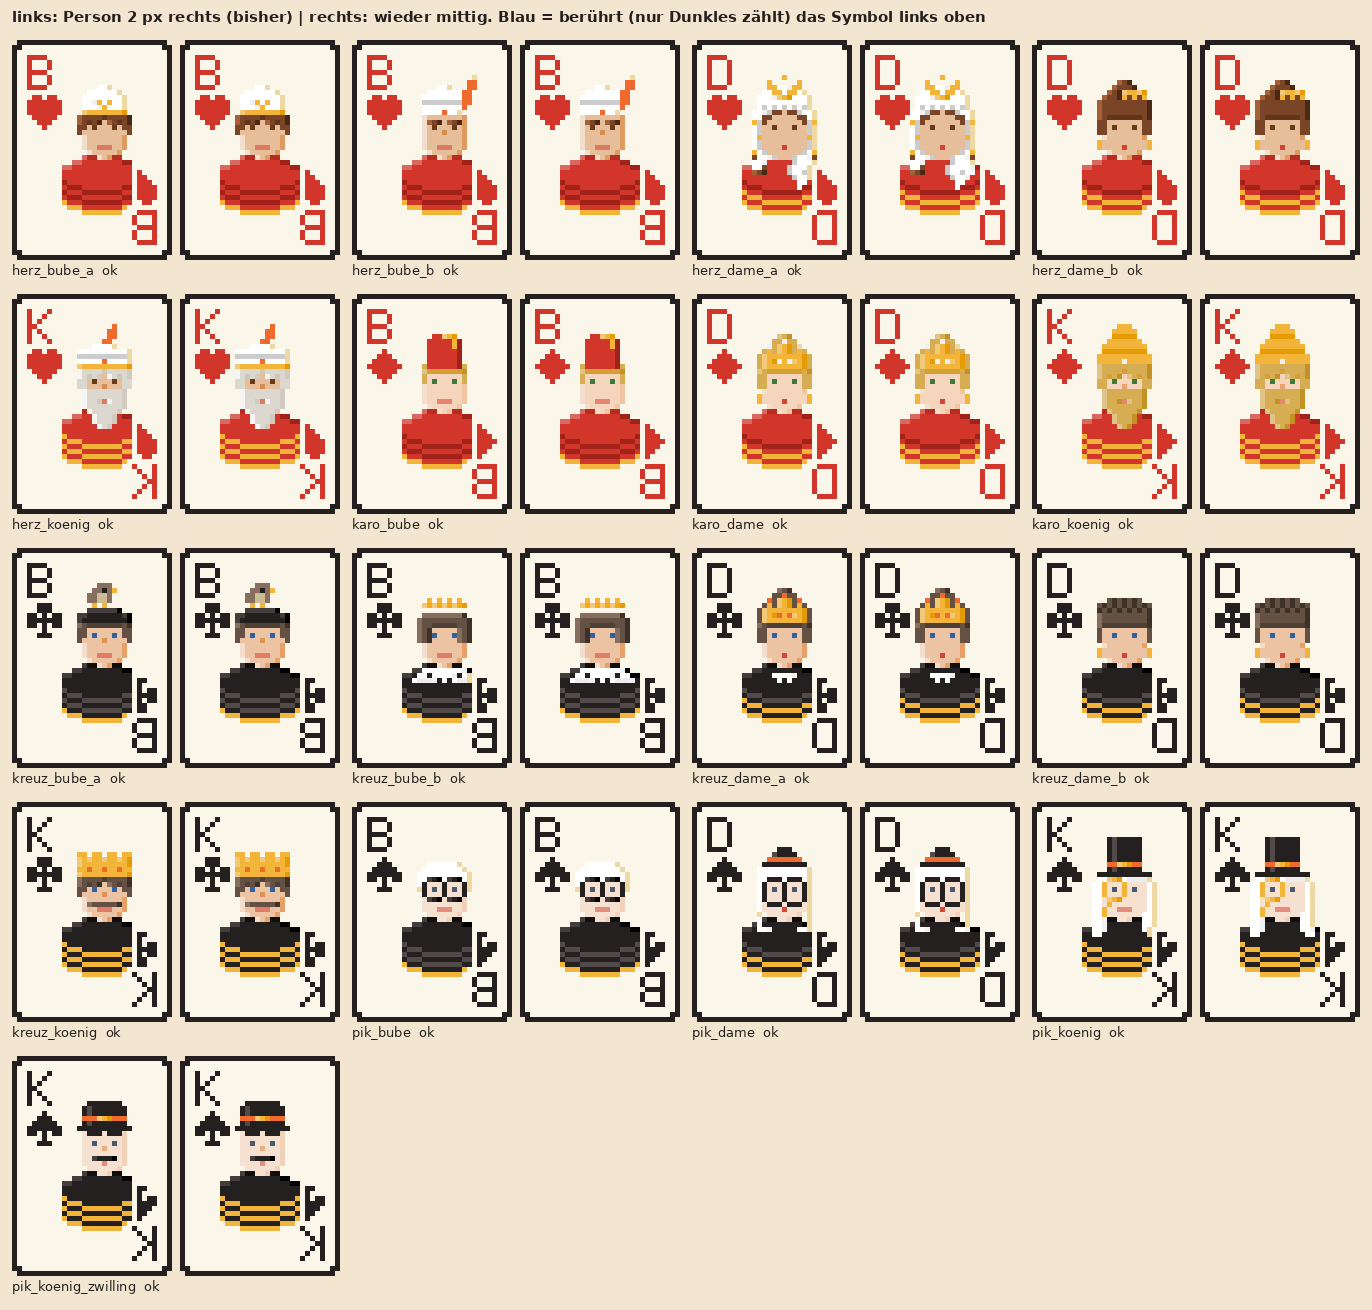 links: Person 2 px rechts (bisher) | rechts: wieder mittig. Blau = berührt (nur Dunkles zählt) das Symbol links oben
B B B B D D D D
B B B B D D D D
herz_bube_a ok herz_bube_b ok herz_dame_a ok herz_dame_b ok
K K B B D D K K
K K B B D D K K
herz_koenig ok karo_bube ok karo_dame ok karo_koenig ok
B B B B D D D D
B B B B D D D D
kreuz_bube_a ok kreuz_bube_b ok kreuz_dame_a ok kreuz_dame_b ok
K K B B D D K K
K K B B D D K K
kreuz_koenig ok pik_bube ok pik_dame ok pik_koenig ok
K K
K K
pik_koenig_zwilling ok